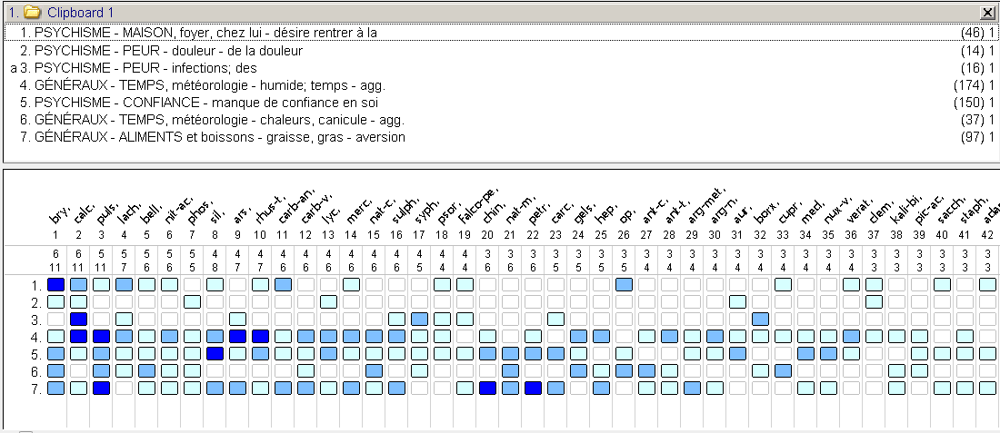 1. Clipboard 1
1. PSYCHISME - MAISON, foyer, chez lui - désire rentrer à la (46) 1
2. PSYCHISME - PEUR - douleur - de la douleur (14) 1
a 3. PSYCHISME - PEUR - infections; des (16) 1
4. GÉNÉRAUX - TEMPS, météorologie - humide; temps - agg. (174) 1
5. PSYCHISME - CONFIANCE - manque de confiance en soi (150) 1
6. GÉNÉRAUX - TEMPS, météorologie - chaleurs, canicule - agg. (37) 1
7. GÉNÉRAUX - ALIMENTS et boissons - graisse, gras - aversion (97) 1
bry, calc, puls, lach, bell, nit-ac, phos, sil, ars, rhus-t, carb-an, carb-v, lyc, merc, nat-c, sulph, syph, psor, falco-pe, chin, nat-m, petr, carc, gels, hep, op, ant-c, ant-t, arg-met, arg-n, aur, borx, cupr, med, nux-v, verat, clem, kali-bi, pic-ac, sacch, staph,
1 2 3 4 5 6 7 8 9 10 11 12 13 14 15 16 17 18 19 20 21 22 23 24 25 26 27 28 29 30 31 32 33 34 35 36 37 38 39 40 41 42
6 6 5 5 5 5 5 4 4 4 4 4 4 4 4 4 4 4 4 3 3 3 3 3 3 3 3 3 3 3 3 3 3 3 3 3 3 3 3 3 3 3
11 11 11 7 6 6 5 8 7 7 6 6 6 6 6 6 5 4 4 6 6 6 5 5 5 5 4 4 4 4 4 4 4 4 4 4 3 3 3 3 3 3
1.
2.
3.
4.
5.
6.
7.